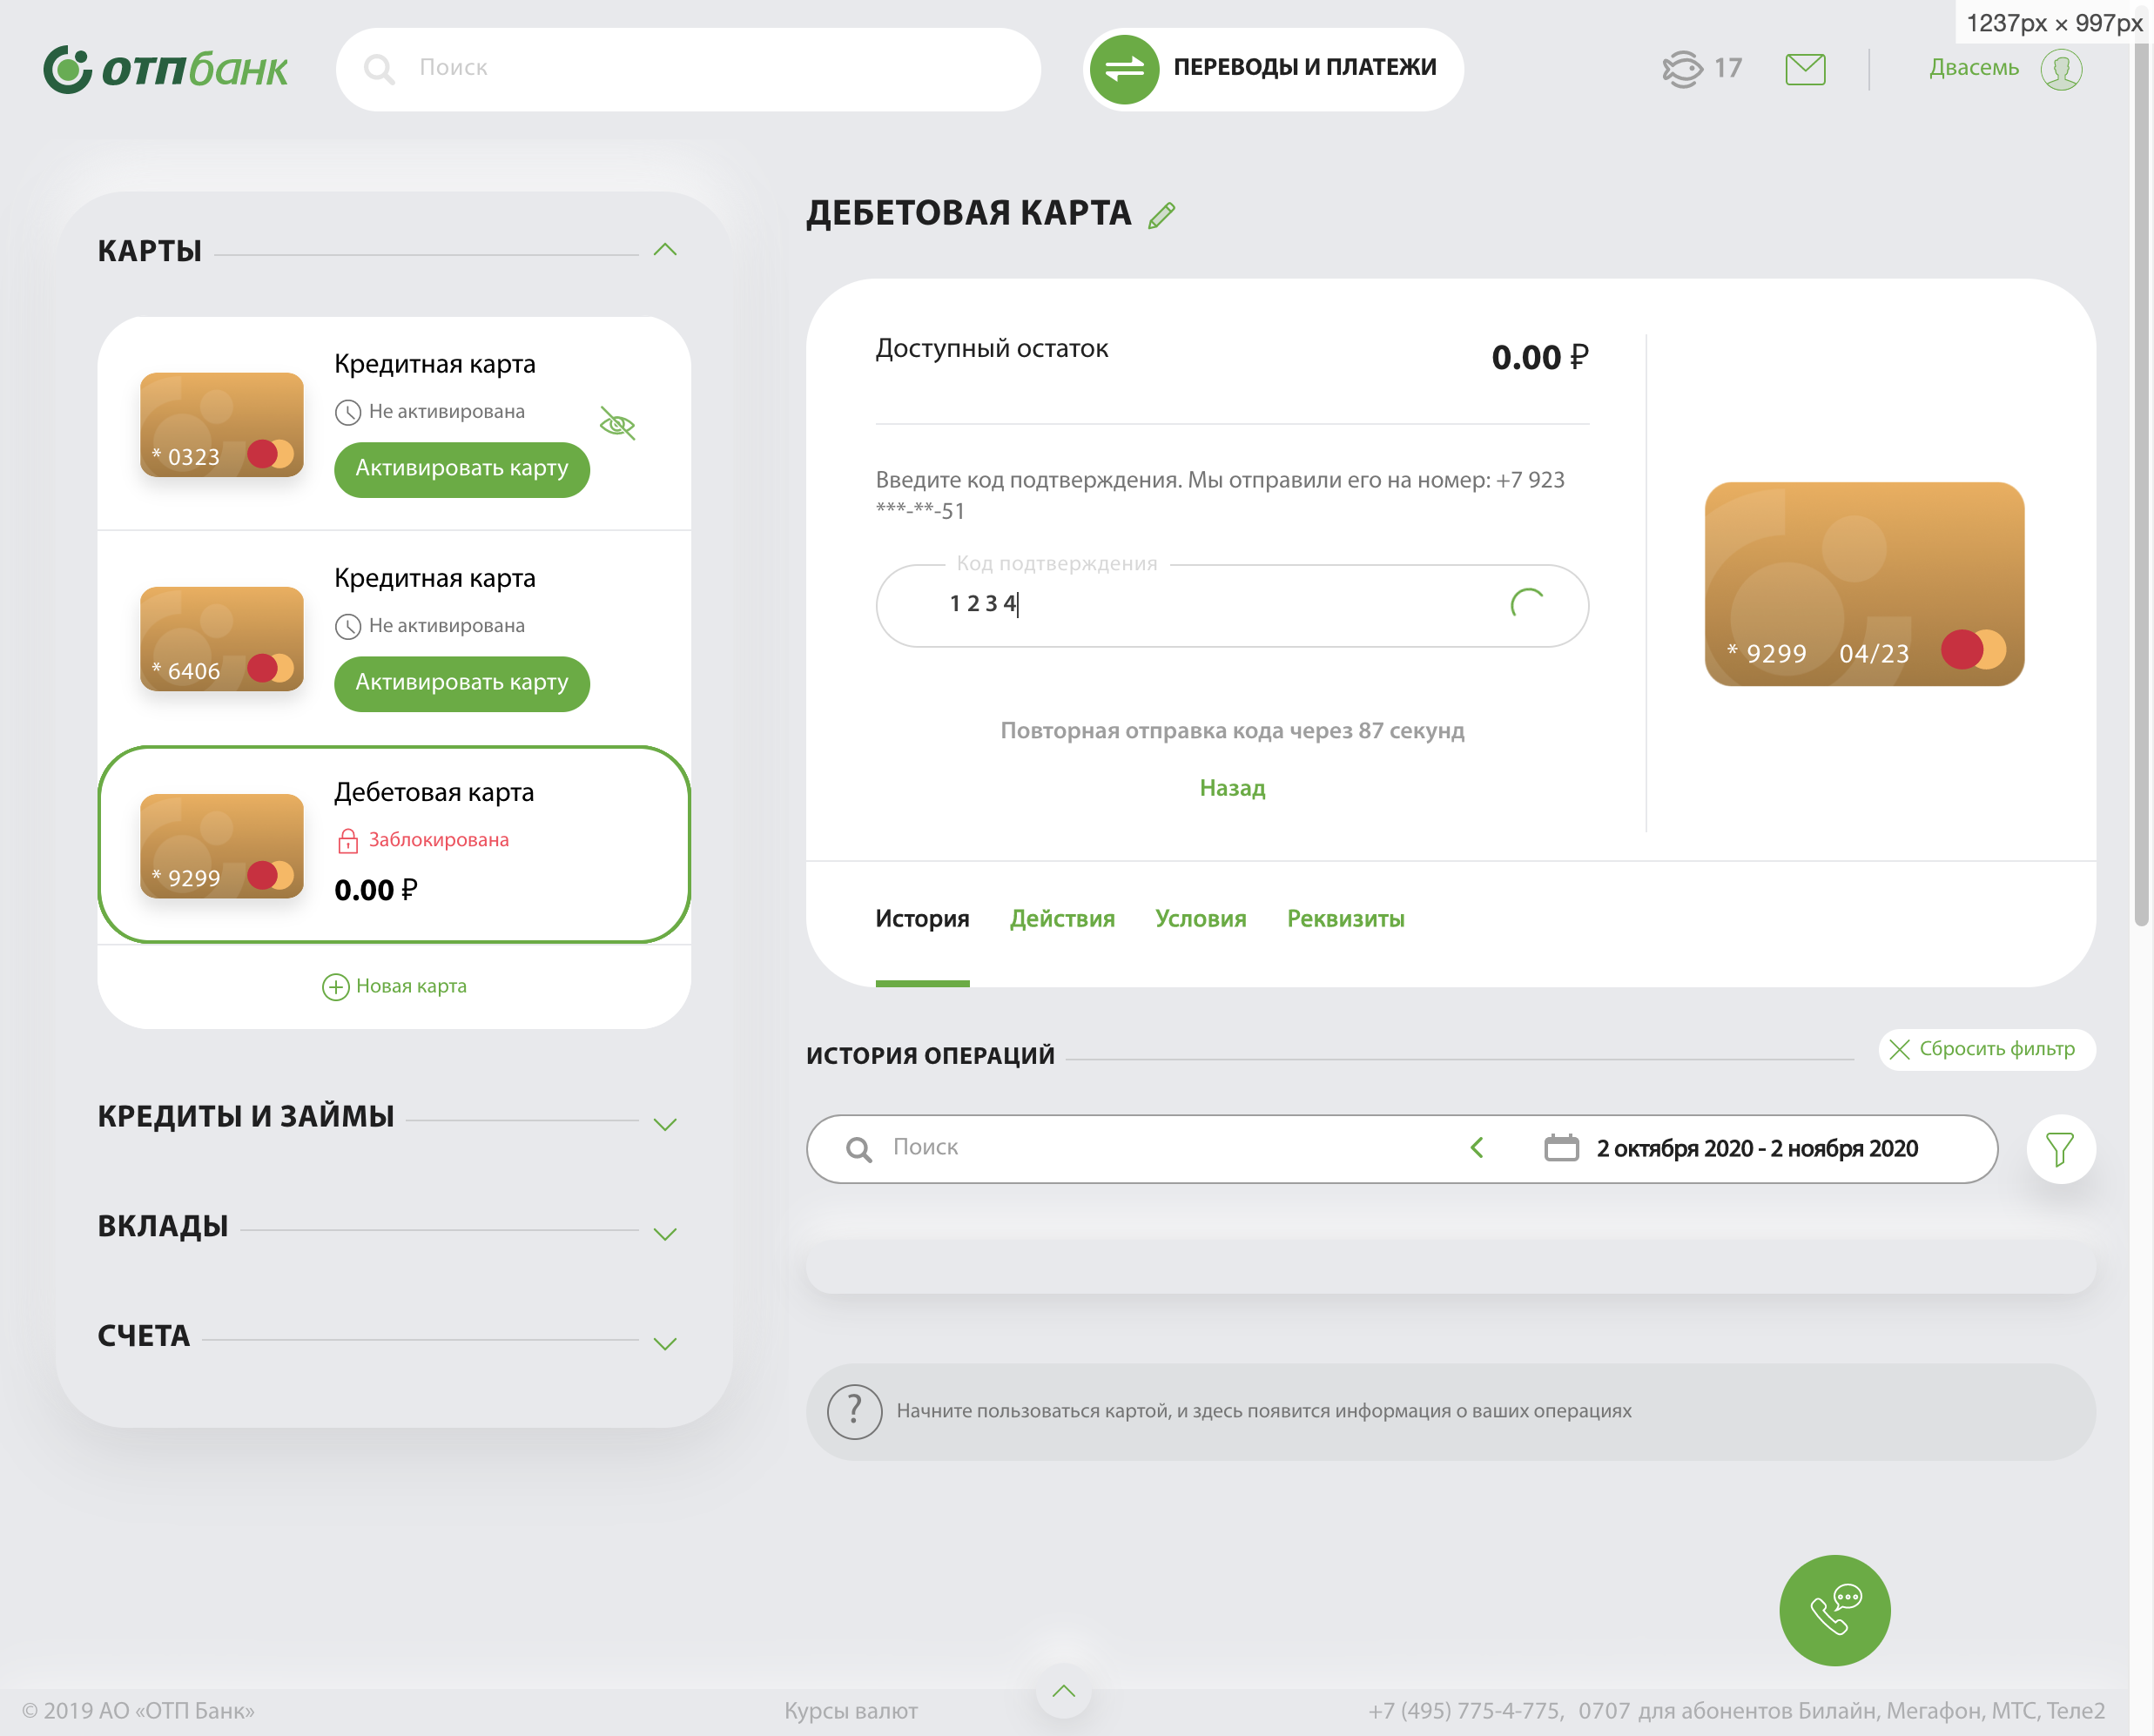 1237px × 997px
ОТПбанк
Поиск
ПЕРЕВОДЫ И ПЛАТЕЖИ
17
Двасемь
КАРТЫ
Кредитная карта
Не активирована
* 0323
Активировать карту
Кредитная карта
Не активирована
* 6406
Активировать карту
Дебетовая карта
Заблокирована
* 9299
0.00 ₽
Новая карта
КРЕДИТЫ И ЗАЙМЫ
ВКЛАДЫ
СЧЕТА
ДЕБЕТОВАЯ КАРТА
Доступный остаток
0.00 ₽
Введите код подтверждения. Мы отправили его на номер: +7 923
***-**-51
Код подтверждения
1 2 3 4
Повторная отправка кода через 87 секунд
Назад
* 9299 04/23
История Действия Условия Реквизиты
ИСТОРИЯ ОПЕРАЦИЙ
Сбросить фильтр
Поиск
2 октября 2020 - 2 ноября 2020
?
Начните пользоваться картой, и здесь появится информация о ваших операциях
© 2019 АО «ОТП Банк»
Курсы валют
+7 (495) 775-4-775, 0707 для абонентов Билайн, Мегафон, МТС, Теле2